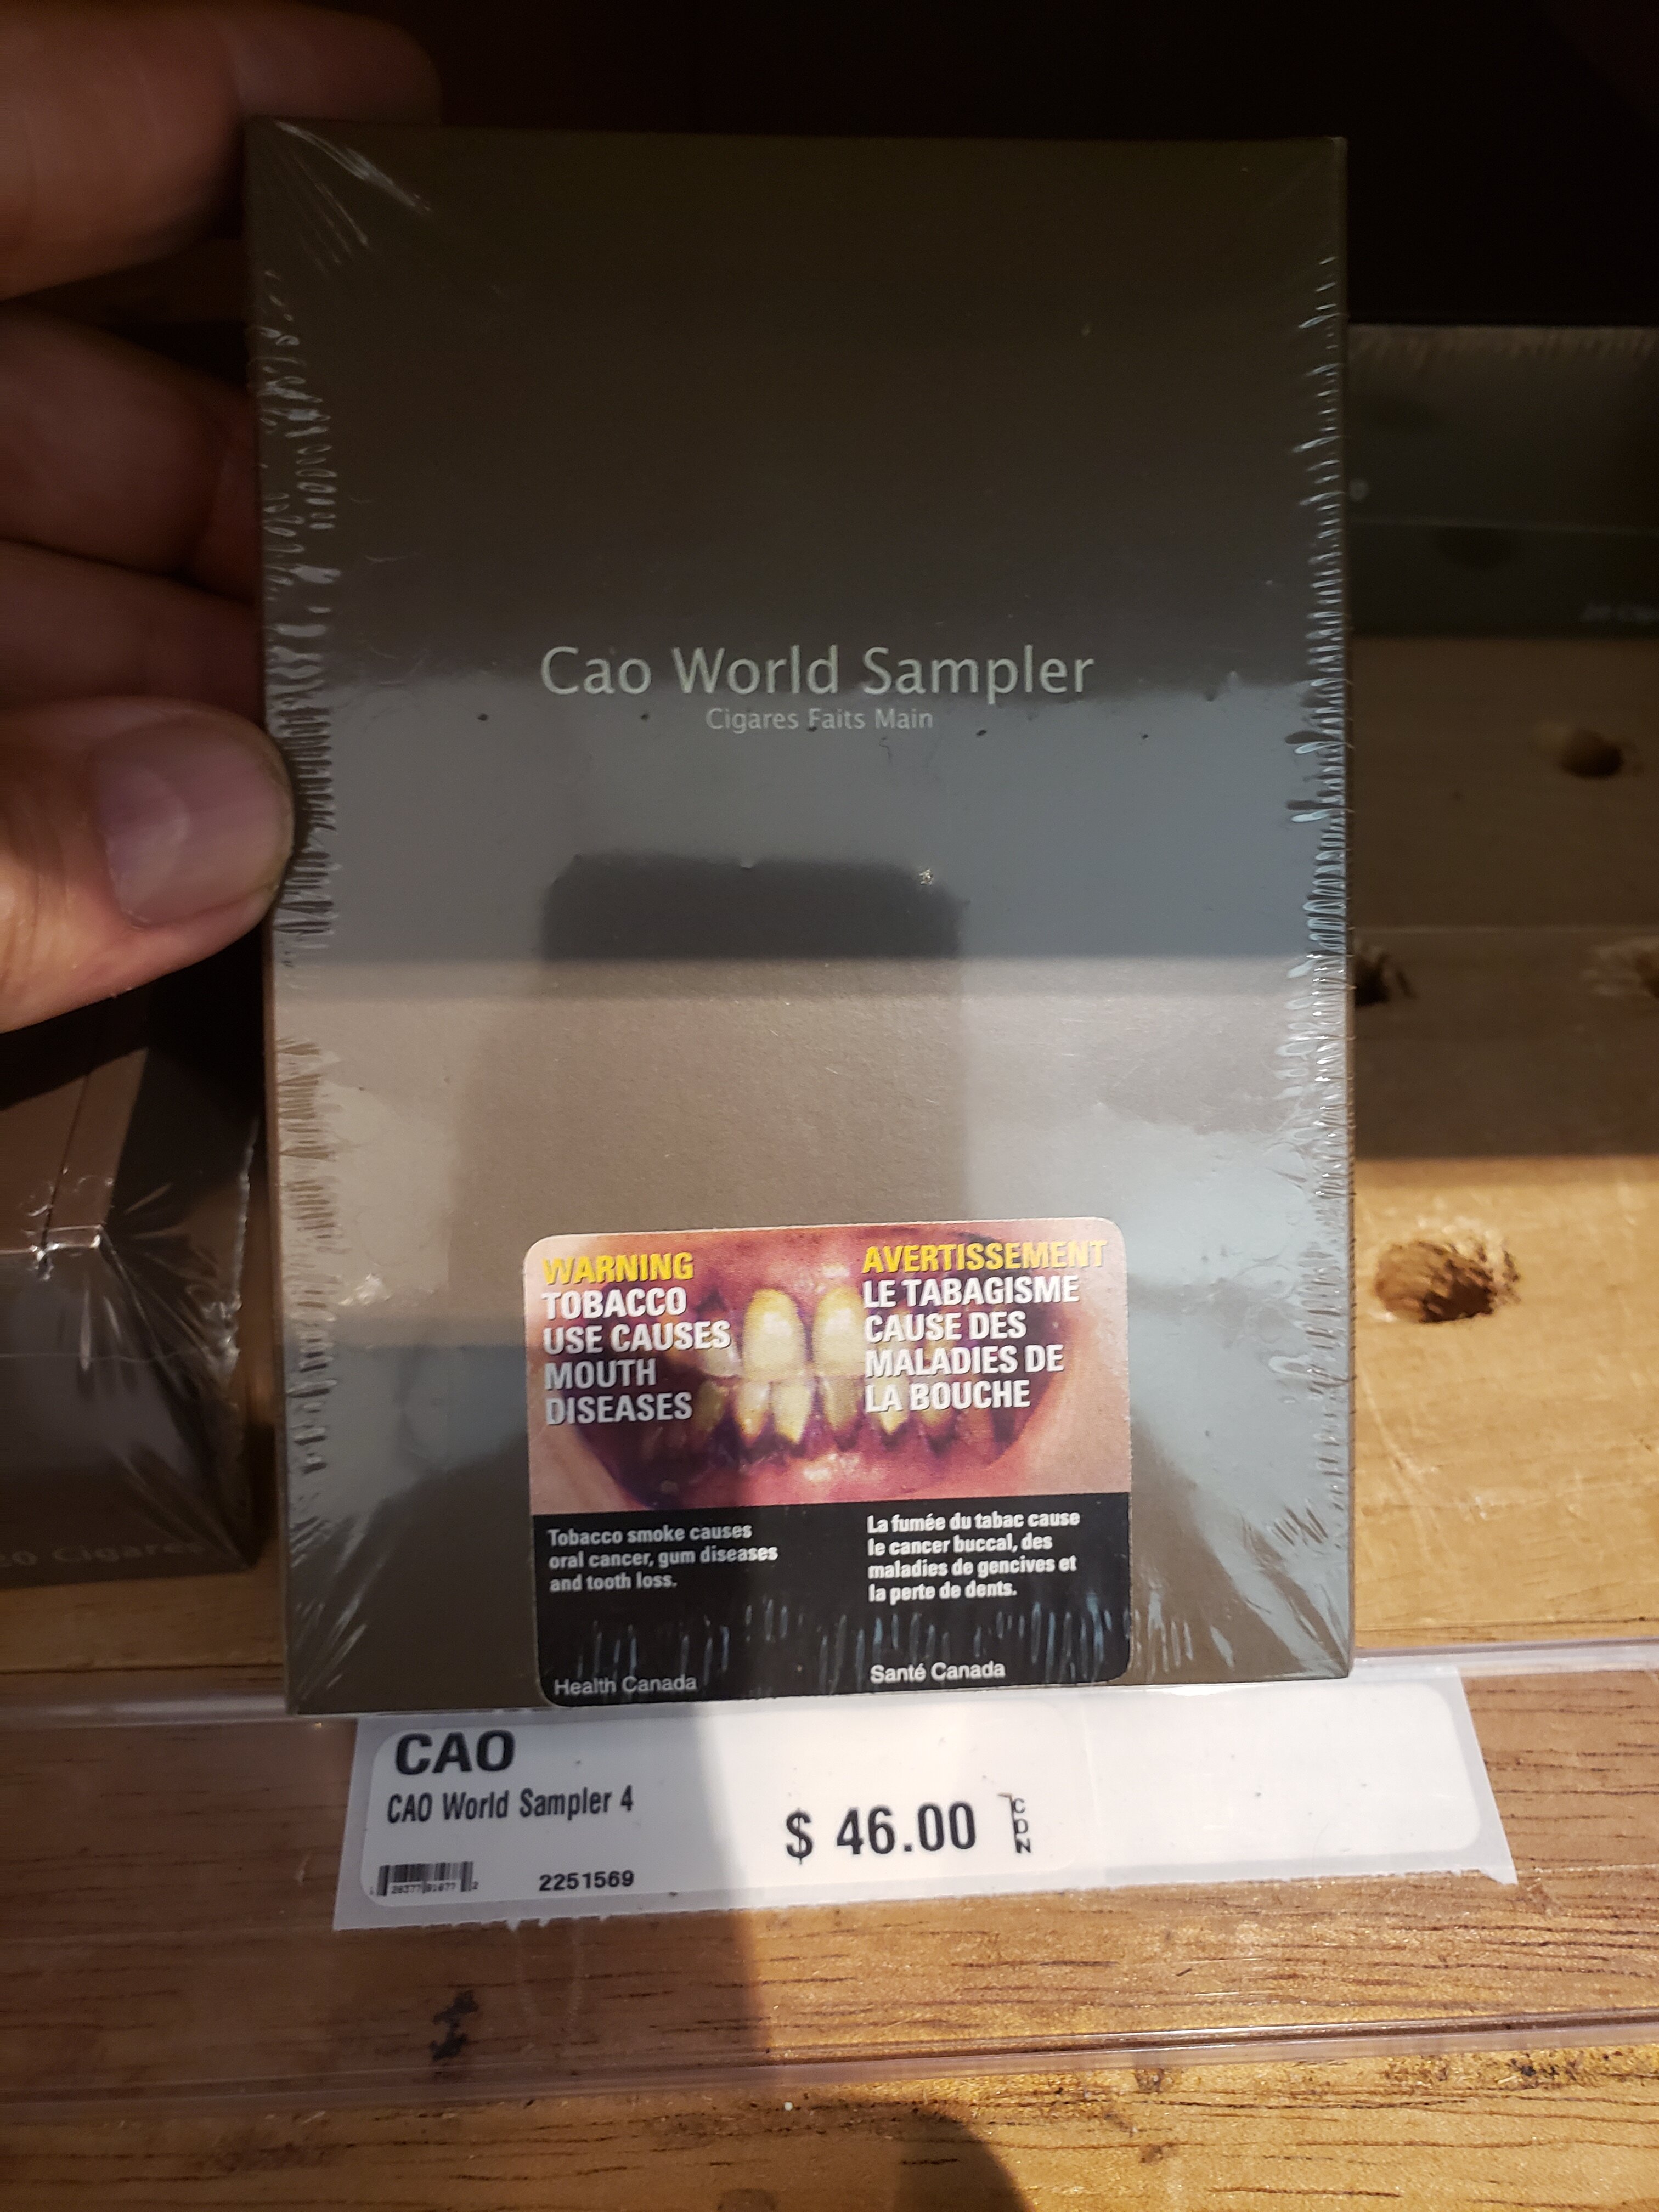 Cao World Sampler
Cigares Faits Main
WARNING
TOBACCO
USE CAUSES
MOUTH
DISEASES
AVERTISSEMENT
LE TABAGISME
CAUSE DES
MALADIES DE
LA BOUCHE
Tobacco smoke causes
oral cancer, gum diseases
and tooth loss.
La fumée du tabac cause
le cancer buccal, des
maladies de gencives et
la perte de dents.
Health Canada
Santé Canada
20 Cigares
CAO
CAO World Sampler 4
$ 46.00 CDN
2251569